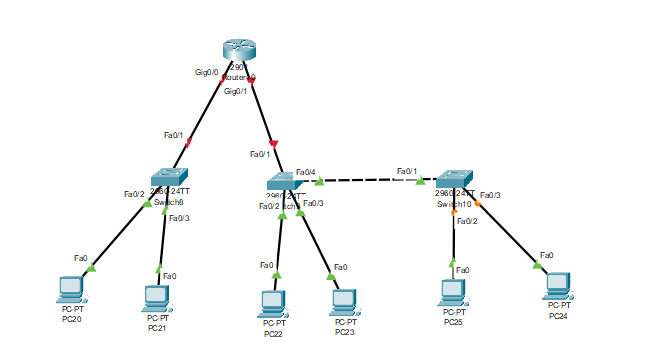 Gig0/0
Gig0/1
Fa0/1
Fa0/1
Fa0/4
Fa0/1
2960-24TT
Switch8
2960-24TT
2960-24TT
Switch10
Fa0/2
Fa0/3
Fa0/2
Fa0/3
Fa0/3
Fa0/2
Fa0
Fa0
Fa0
Fa0
Fa0
Fa0
PC-PT
PC20
PC-PT
PC21
PC-PT
PC22
PC-PT
PC23
PC-PT
PC25
PC-PT
PC24